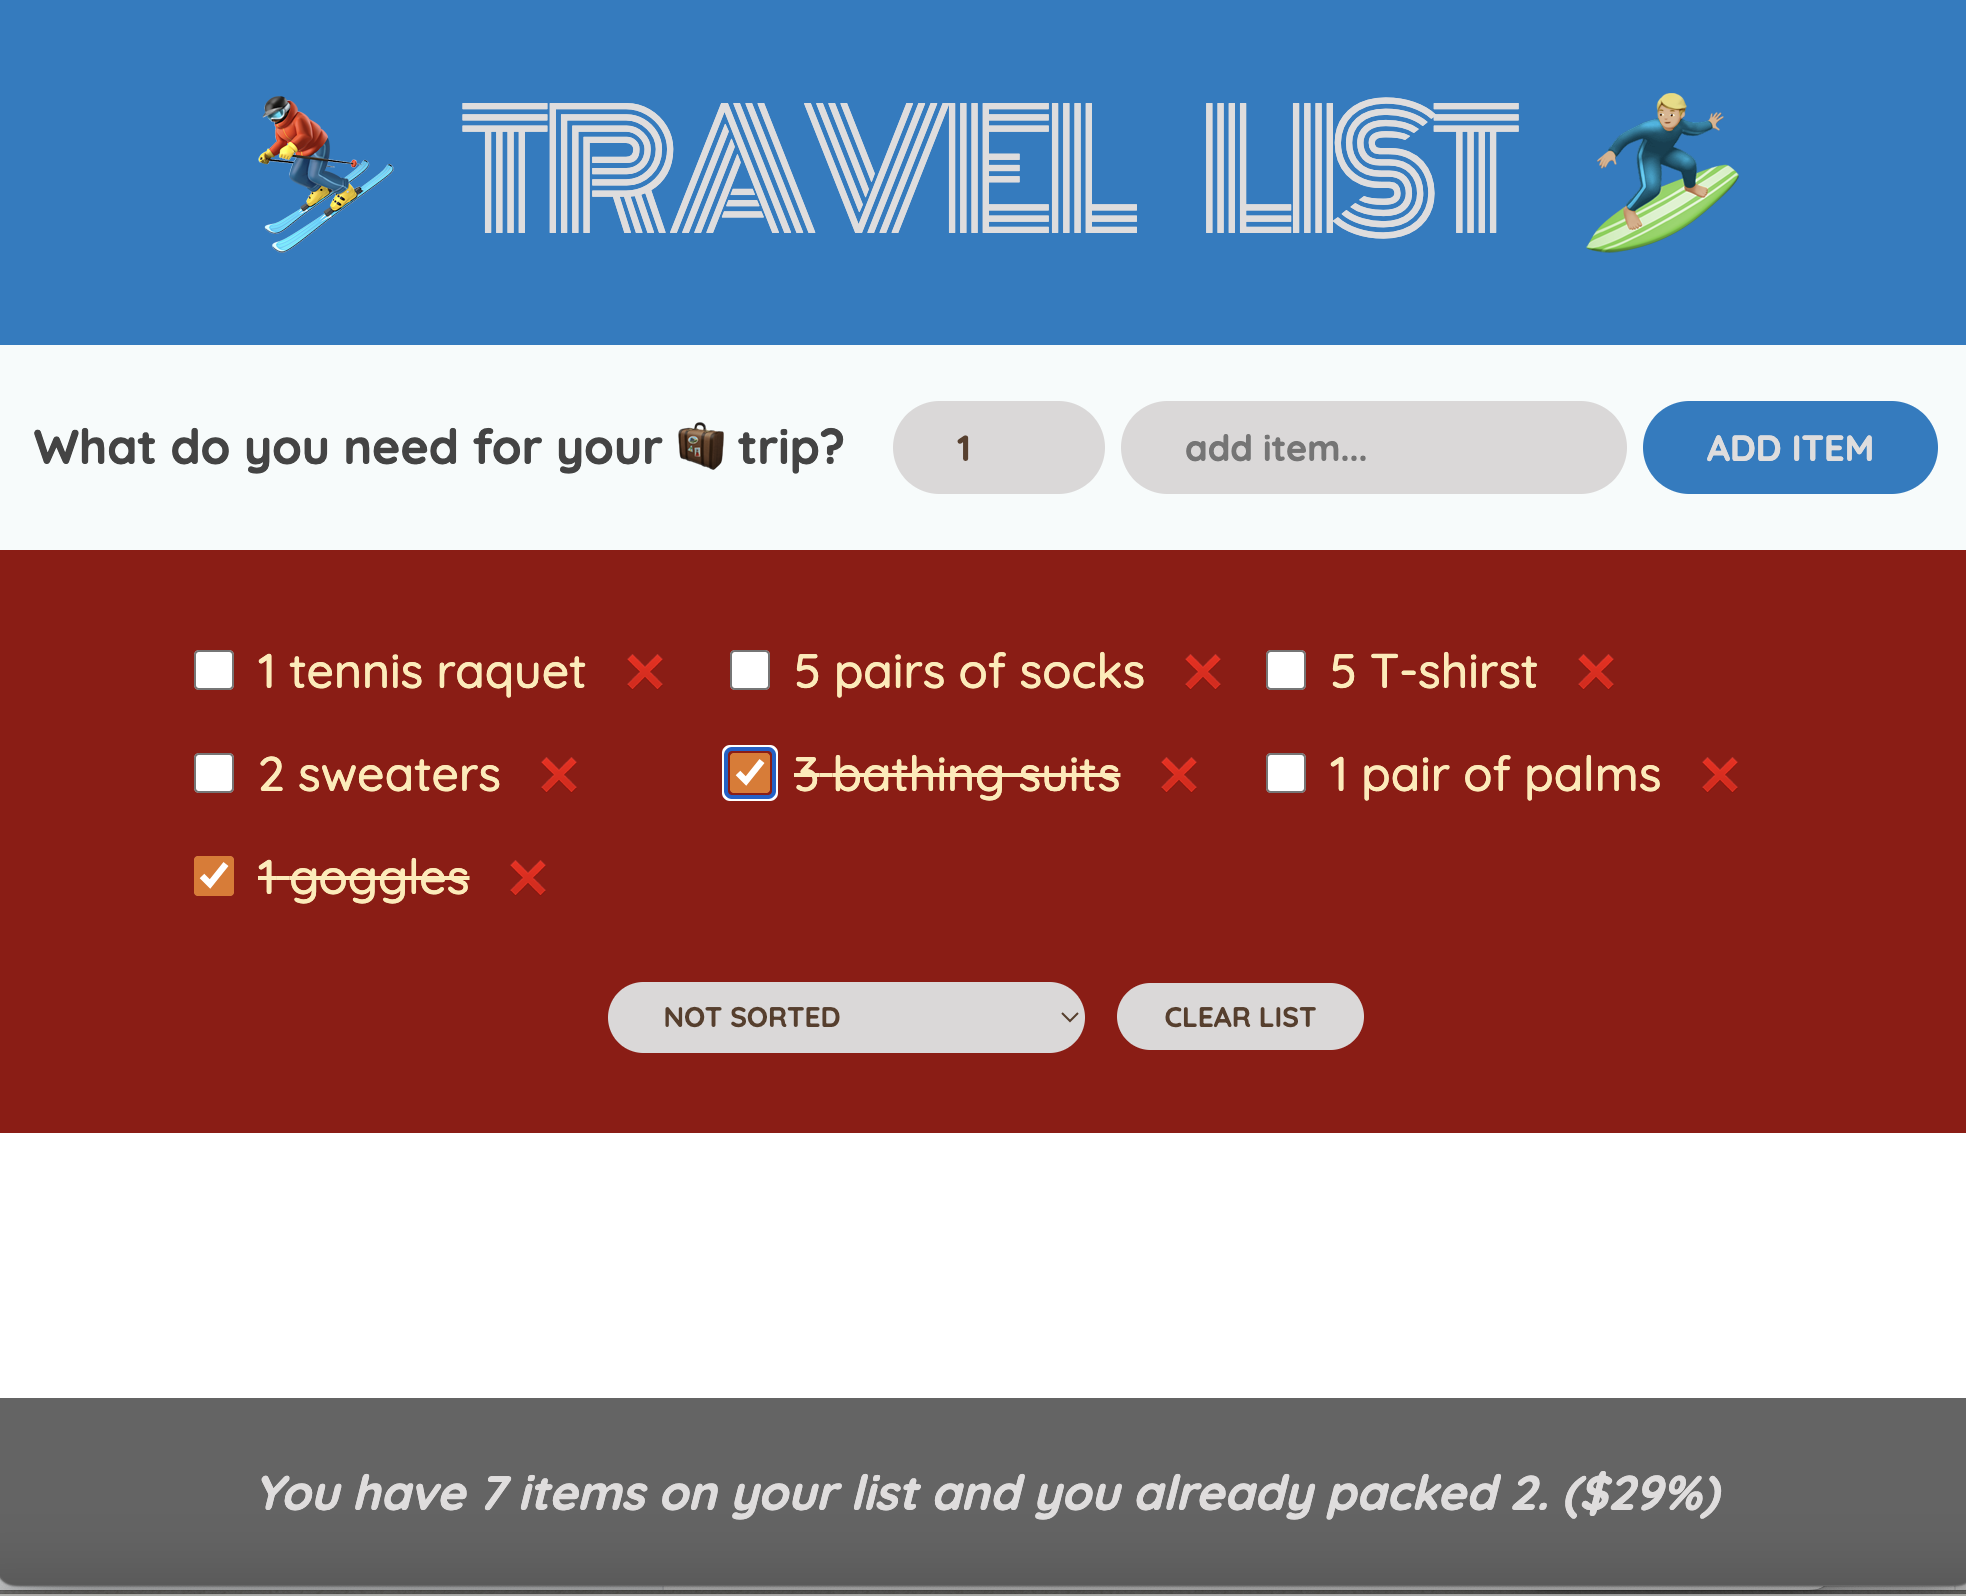 TRAVEL LIST
What do you need for your trip? 1 add item... ADD ITEM
1 tennis raquet 5 pairs of socks 5 T-shirst
2 sweaters 3 bathing suits 1 pair of palms
1 goggles
NOT SORTED CLEAR LIST
You have 7 items on your list and you already packed 2. ($29%)